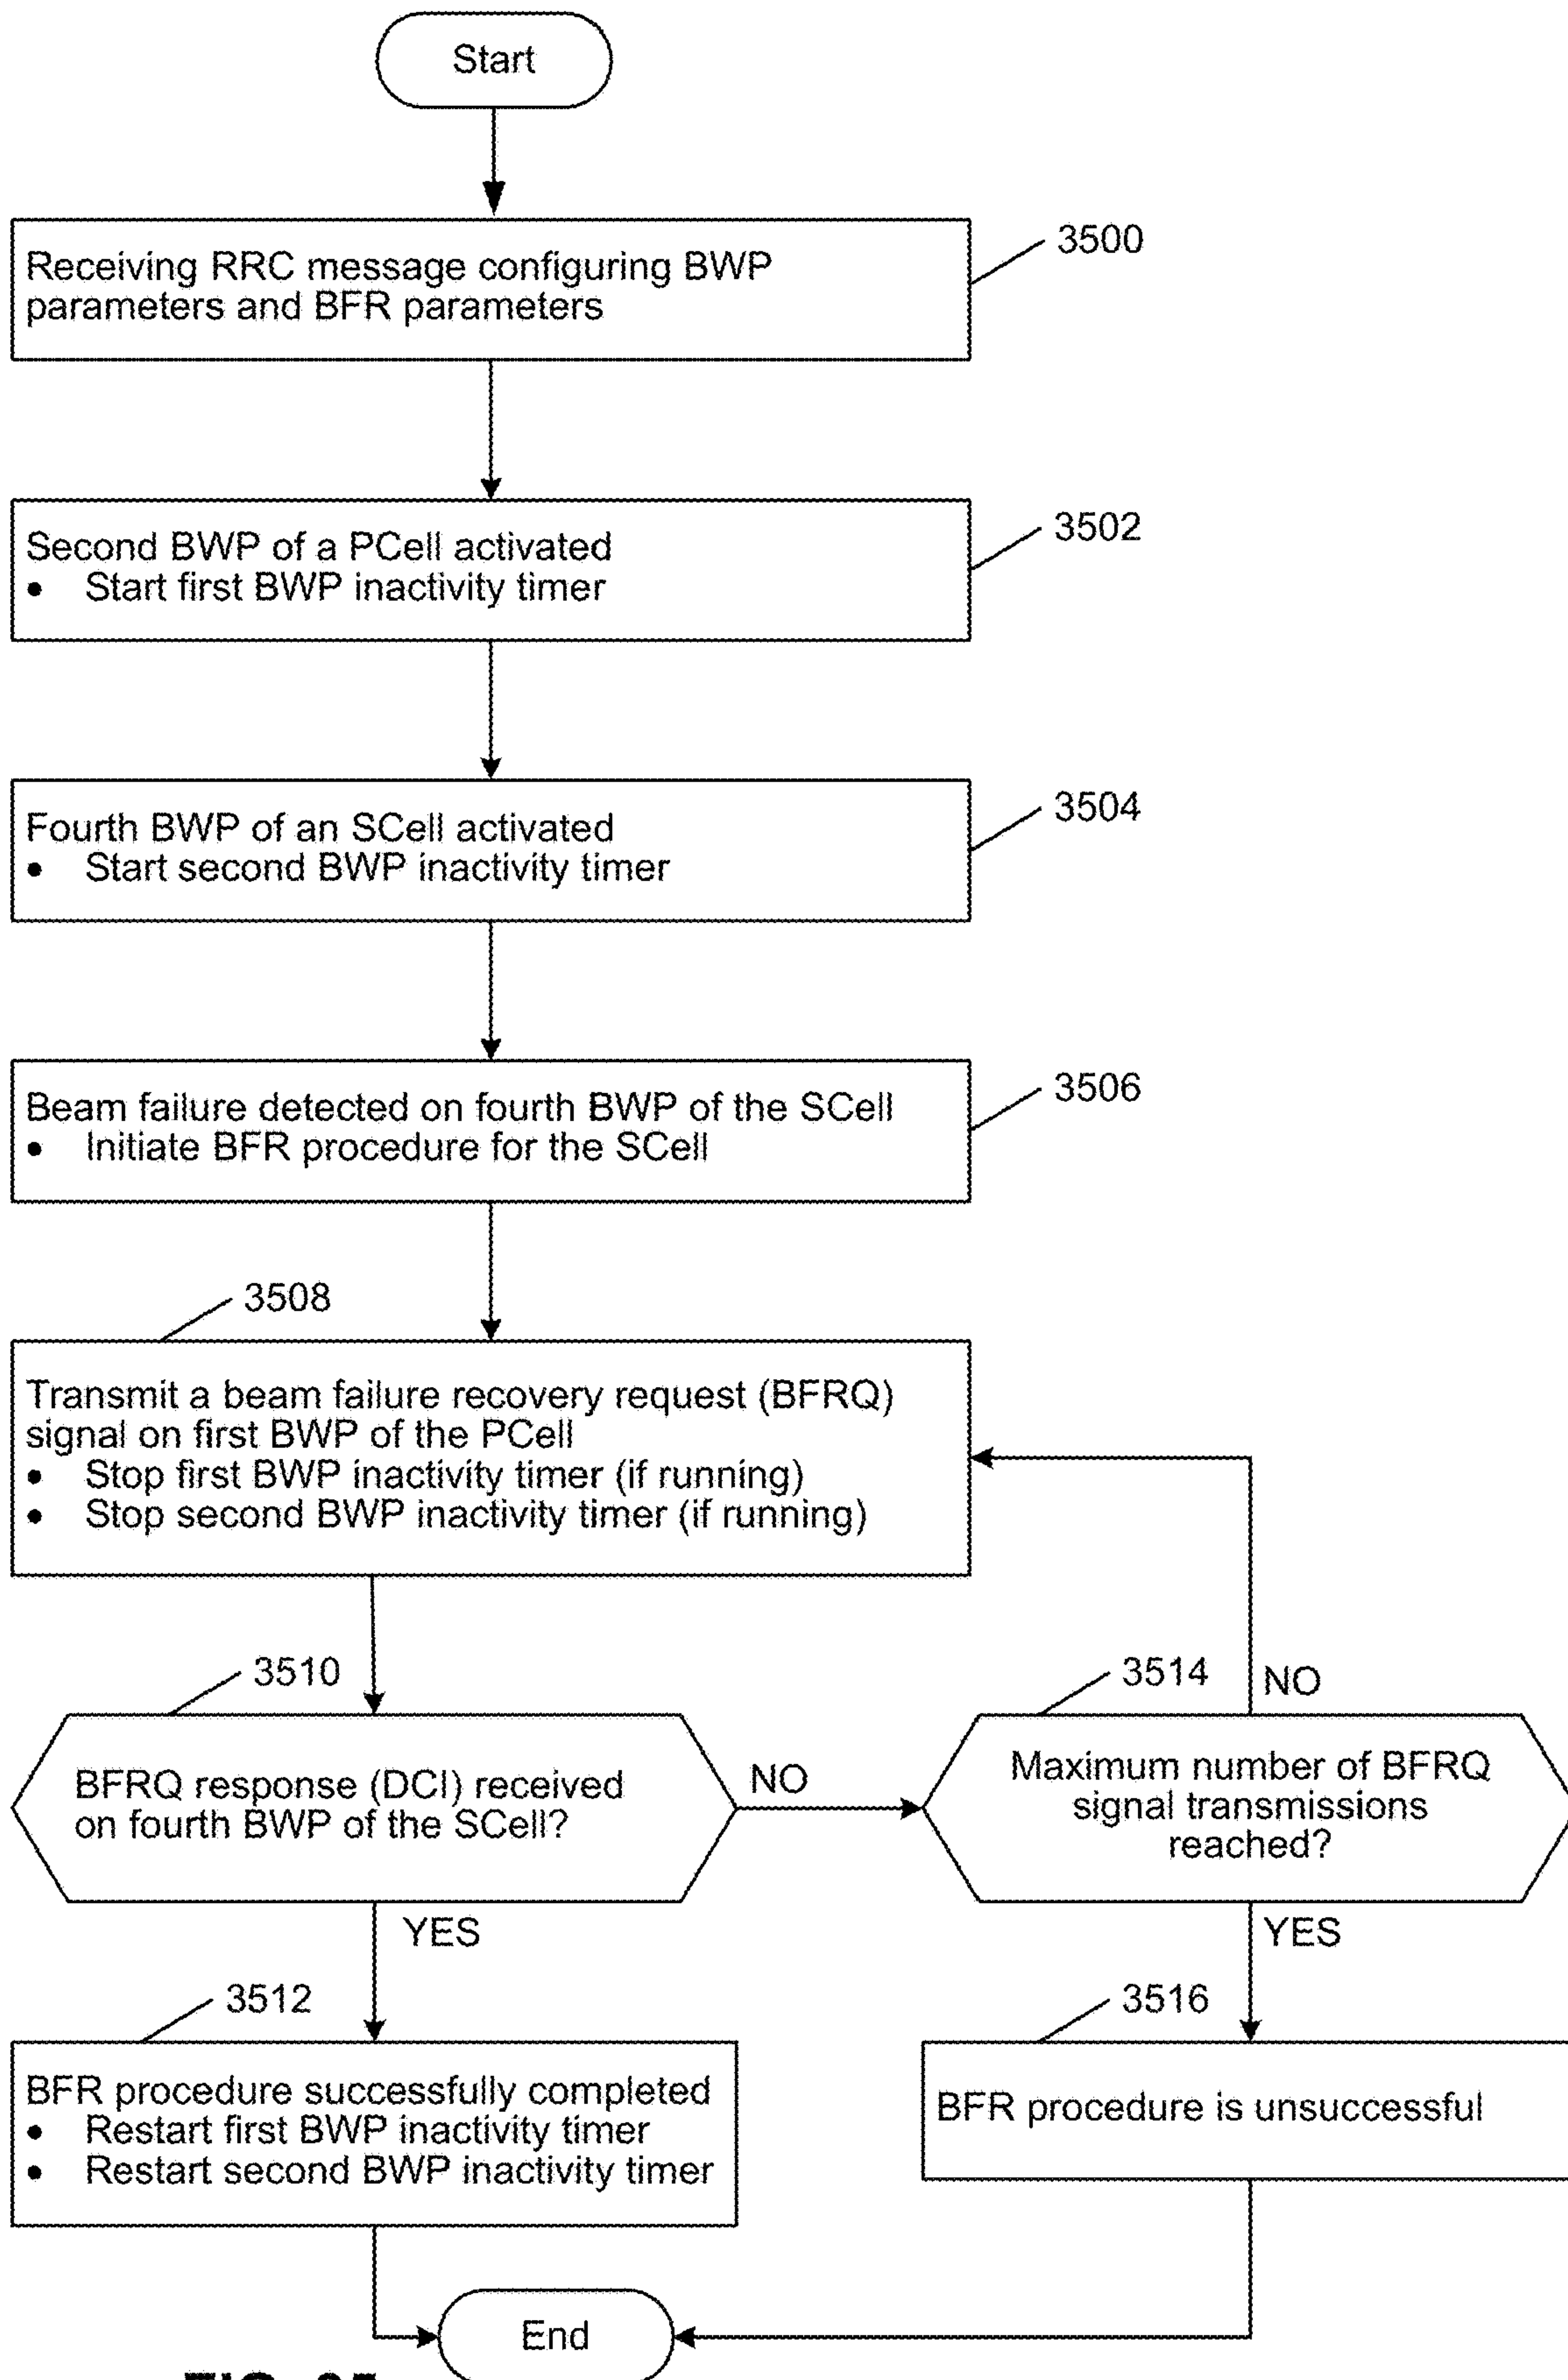 Start
3500
Receiving RRC message configuring BWP
parameters and BFR parameters
3502
Second BWP of a PCell activated
• Start first BWP inactivity timer
3504
Fourth BWP of an SCell activated
• Start second BWP inactivity timer
3506
Beam failure detected on fourth BWP of the SCell
• Initiate BFR procedure for the SCell
3508
Transmit a beam failure recovery request (BFRQ)
signal on first BWP of the PCell
• Stop first BWP inactivity timer (if running)
• Stop second BWP inactivity timer (if running)
3510
BFRQ response (DCI) received
on fourth BWP of the SCell?
NO
3514
NO
Maximum number of BFRQ
signal transmissions
reached?
YES
YES
3512
BFR procedure successfully completed
• Restart first BWP inactivity timer
• Restart second BWP inactivity timer
3516
BFR procedure is unsuccessful
End